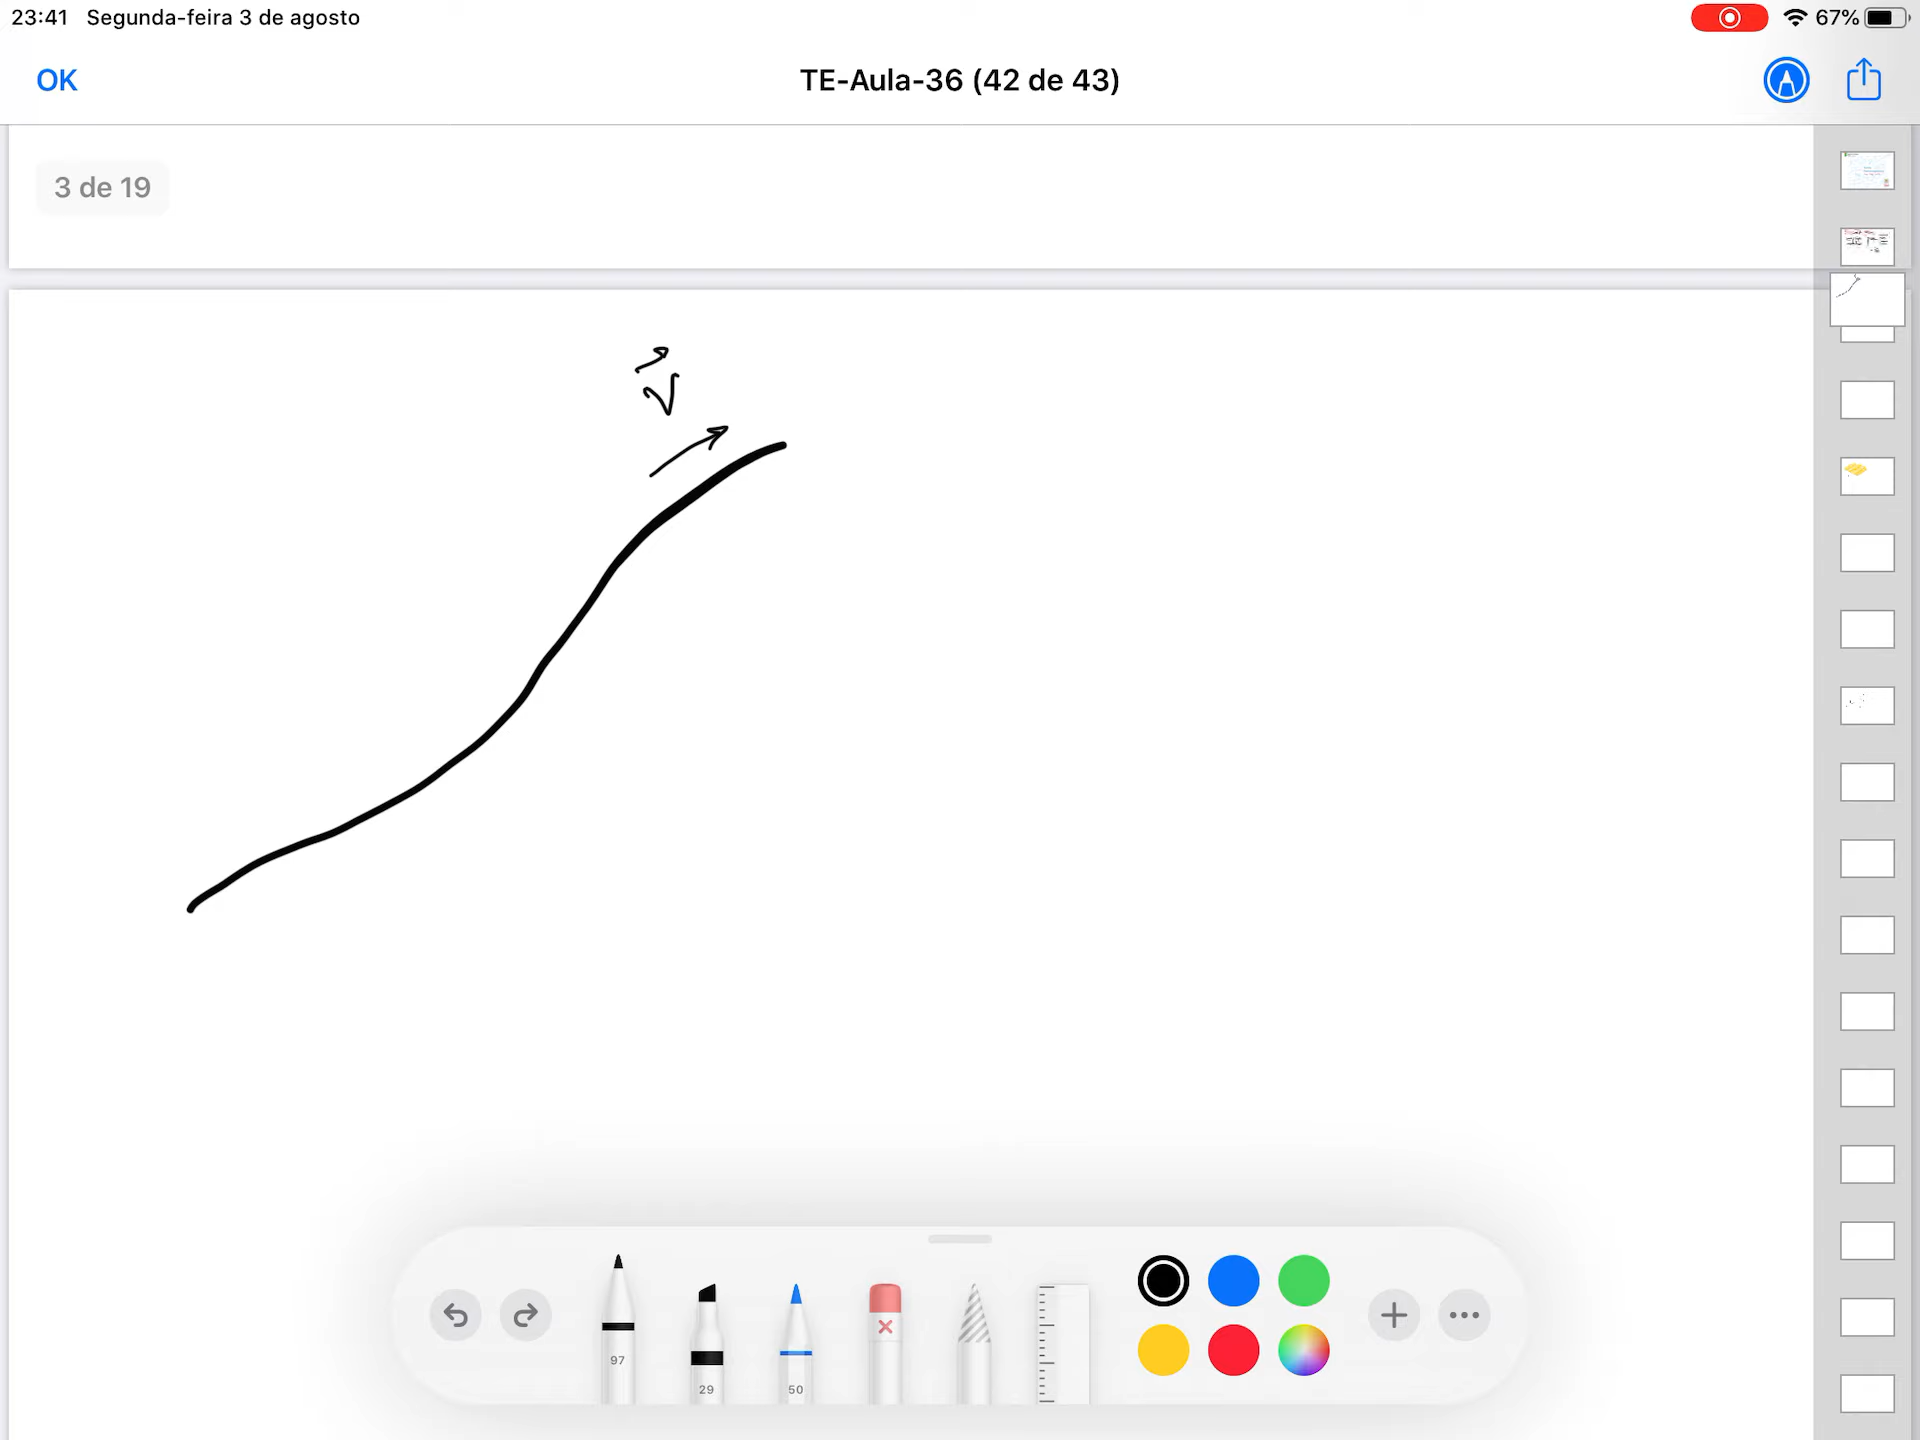 23:41 Segunda-feira 3 de agosto 67%
OK TE-Aula-36 (42 de 43)
3 de 19
v
97 29 50